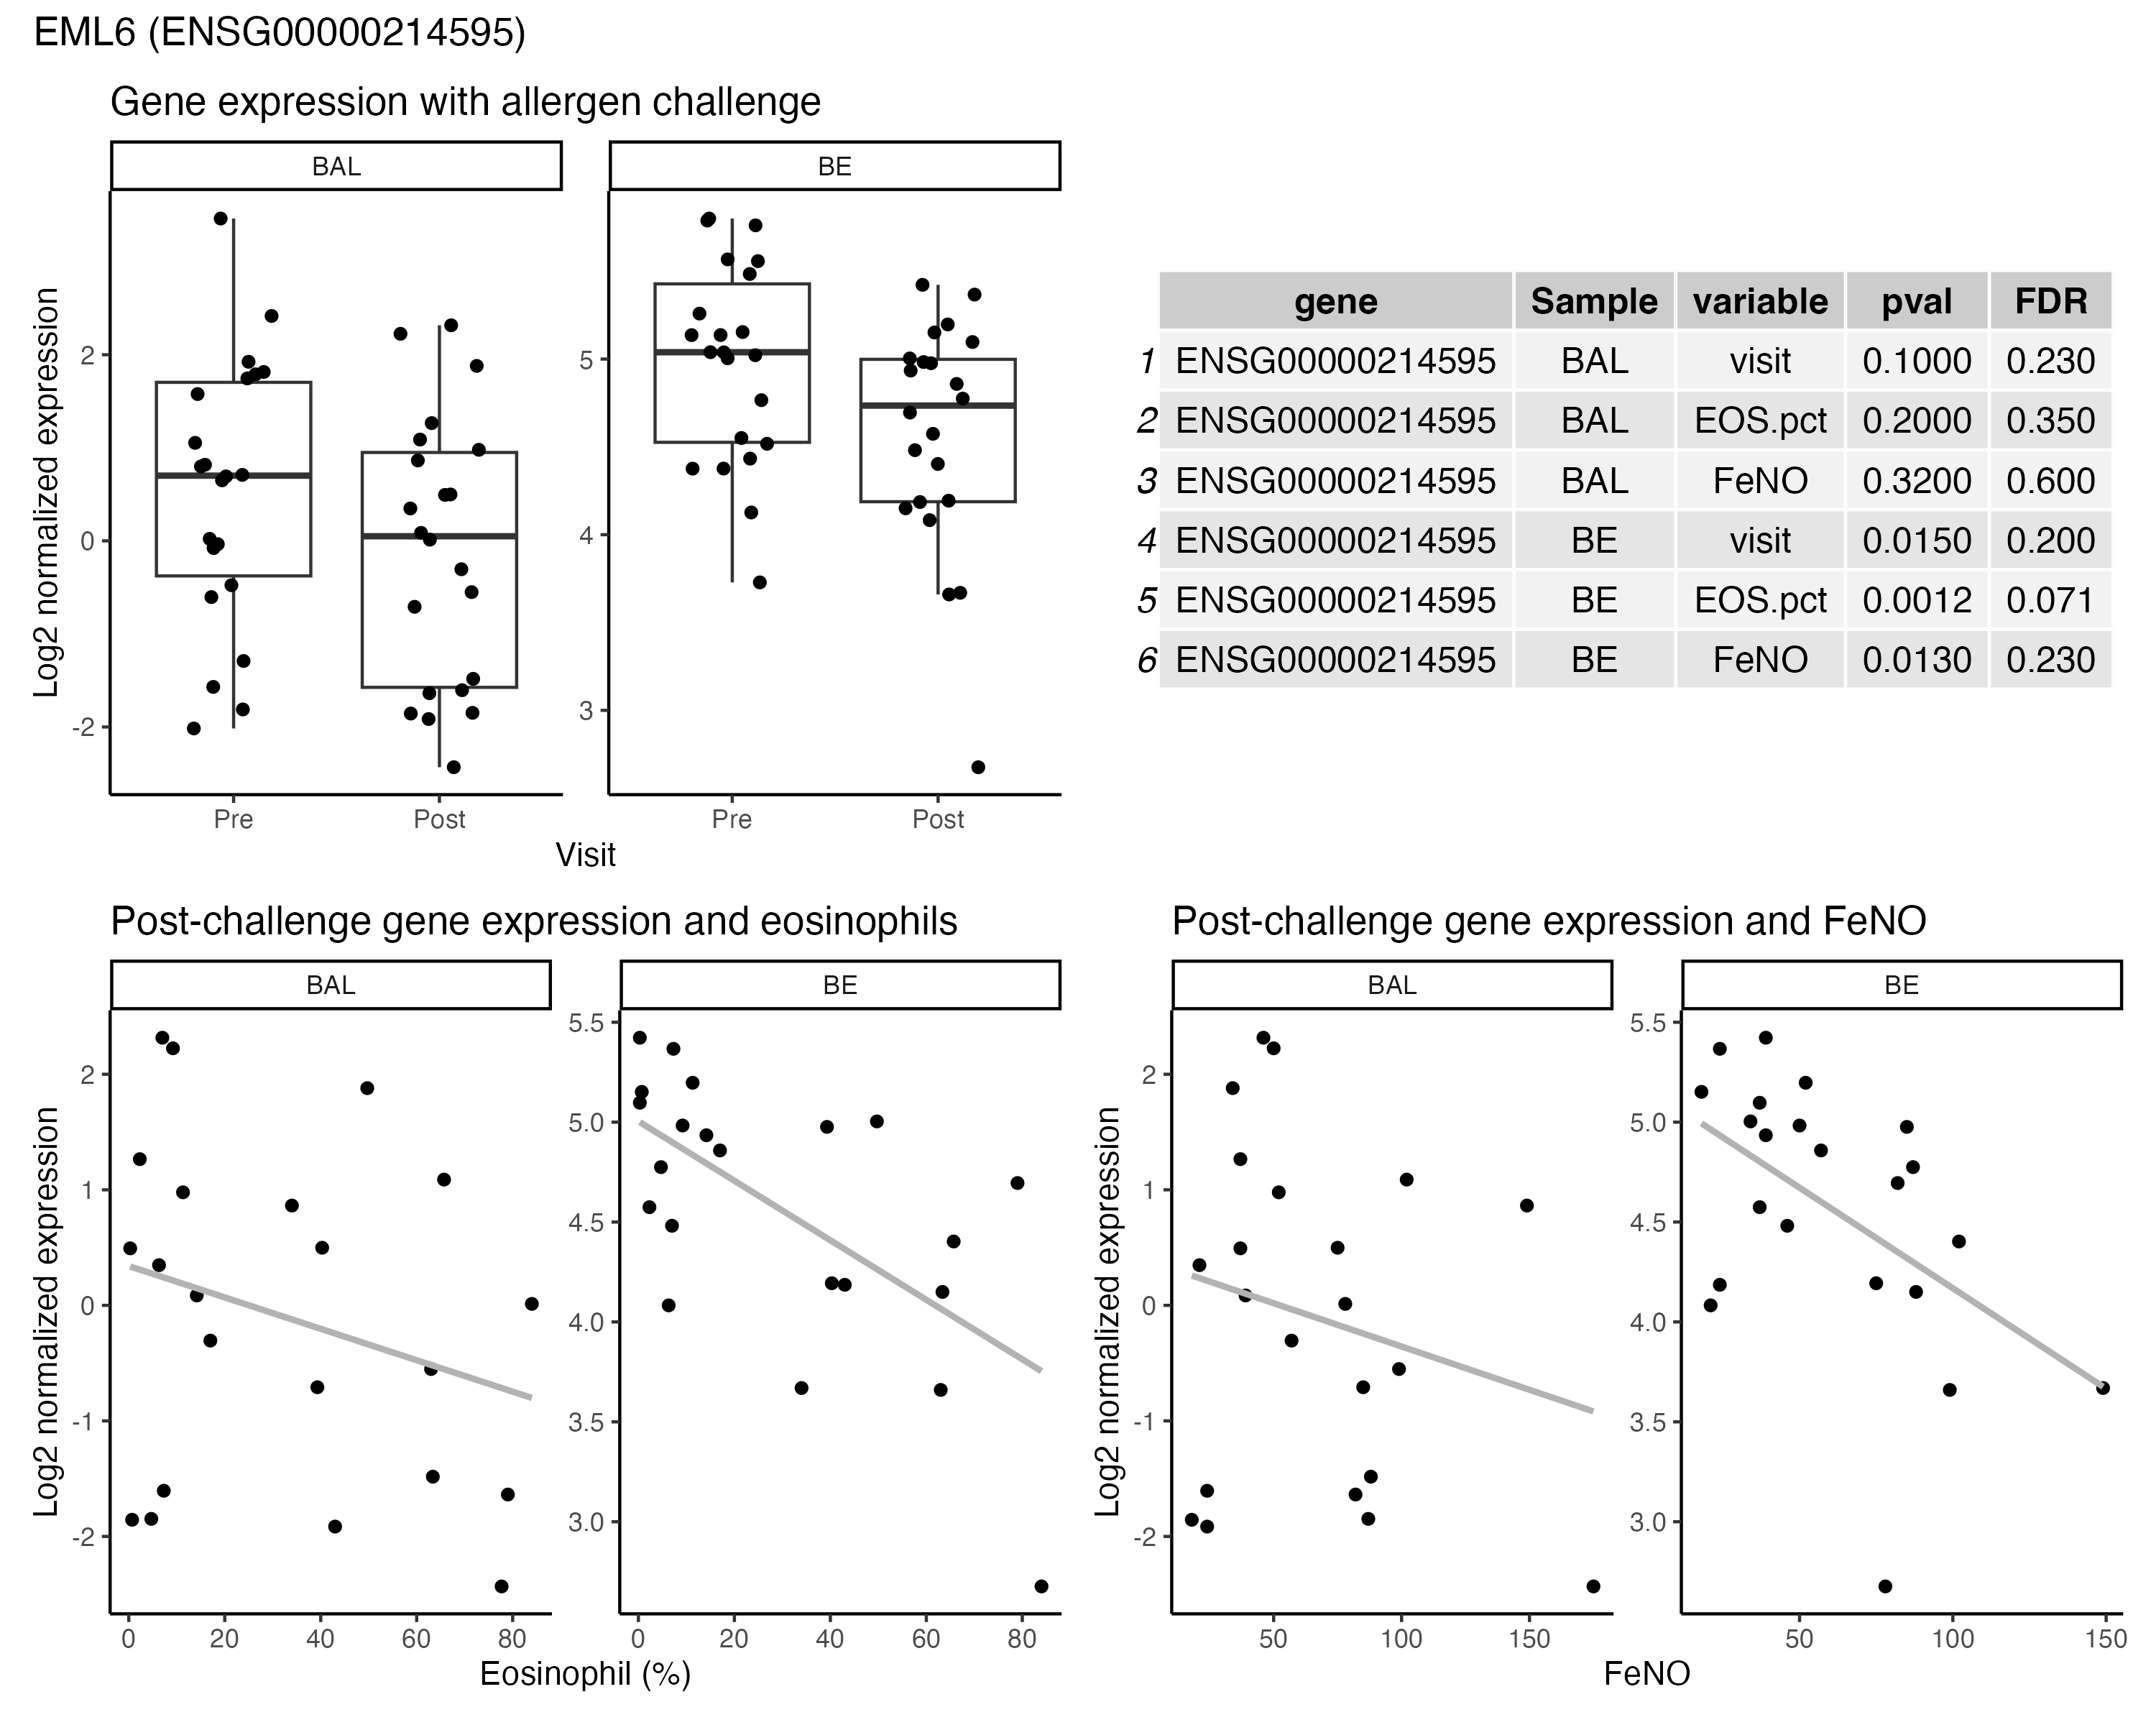 EML6 (ENSG00000214595)
Gene expression with allergen challenge
BAL
BE
Log2 normalized expression
2
0
-2
5
4
3
Pre
Post
Pre
Post
Visit
gene Sample variable pval FDR
1 ENSG00000214595 BAL visit 0.1000 0.230
2 ENSG00000214595 BAL EOS.pct 0.2000 0.350
3 ENSG00000214595 BAL FeNO 0.3200 0.600
4 ENSG00000214595 BE visit 0.0150 0.200
5 ENSG00000214595 BE EOS.pct 0.0012 0.071
6 ENSG00000214595 BE FeNO 0.0130 0.230
Post-challenge gene expression and eosinophils
BAL
BE
Log2 normalized expression
2
1
0
-1
-2
5.5
5.0
4.5
4.0
3.5
3.0
0 20 40 60 80
0 20 40 60 80
Eosinophil (%)
Post-challenge gene expression and FeNO
BAL
BE
Log2 normalized expression
2
1
0
-1
-2
5.5
5.0
4.5
4.0
3.5
3.0
50 100 150
50 100 150
FeNO